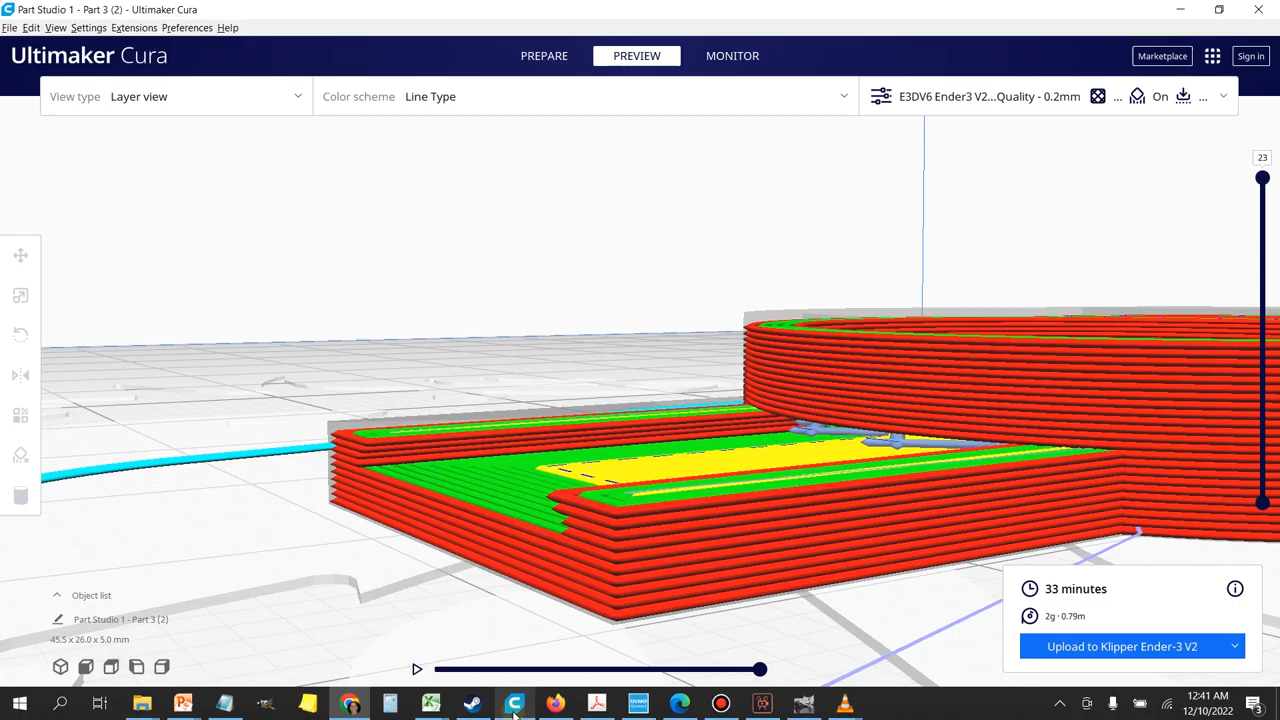 Part Studio 1 - Part 3 (2) - Ultimaker Cura
File Edit View Settings Extensions Preferences Help
Ultimaker Cura
PREPARE
PREVIEW
MONITOR
Marketplace
Sign in
View type Layer view
Color scheme Line Type
E3DV6 Ender3 V2...Quality - 0.2mm ... On ...
23
33 minutes
2g · 0.79m
Upload to Klipper Ender-3 V2
Object list
Part Studio 1 - Part 3 (2)
45.5 x 26.0 x 5.0 mm
12:41 AM
12/10/2022
3